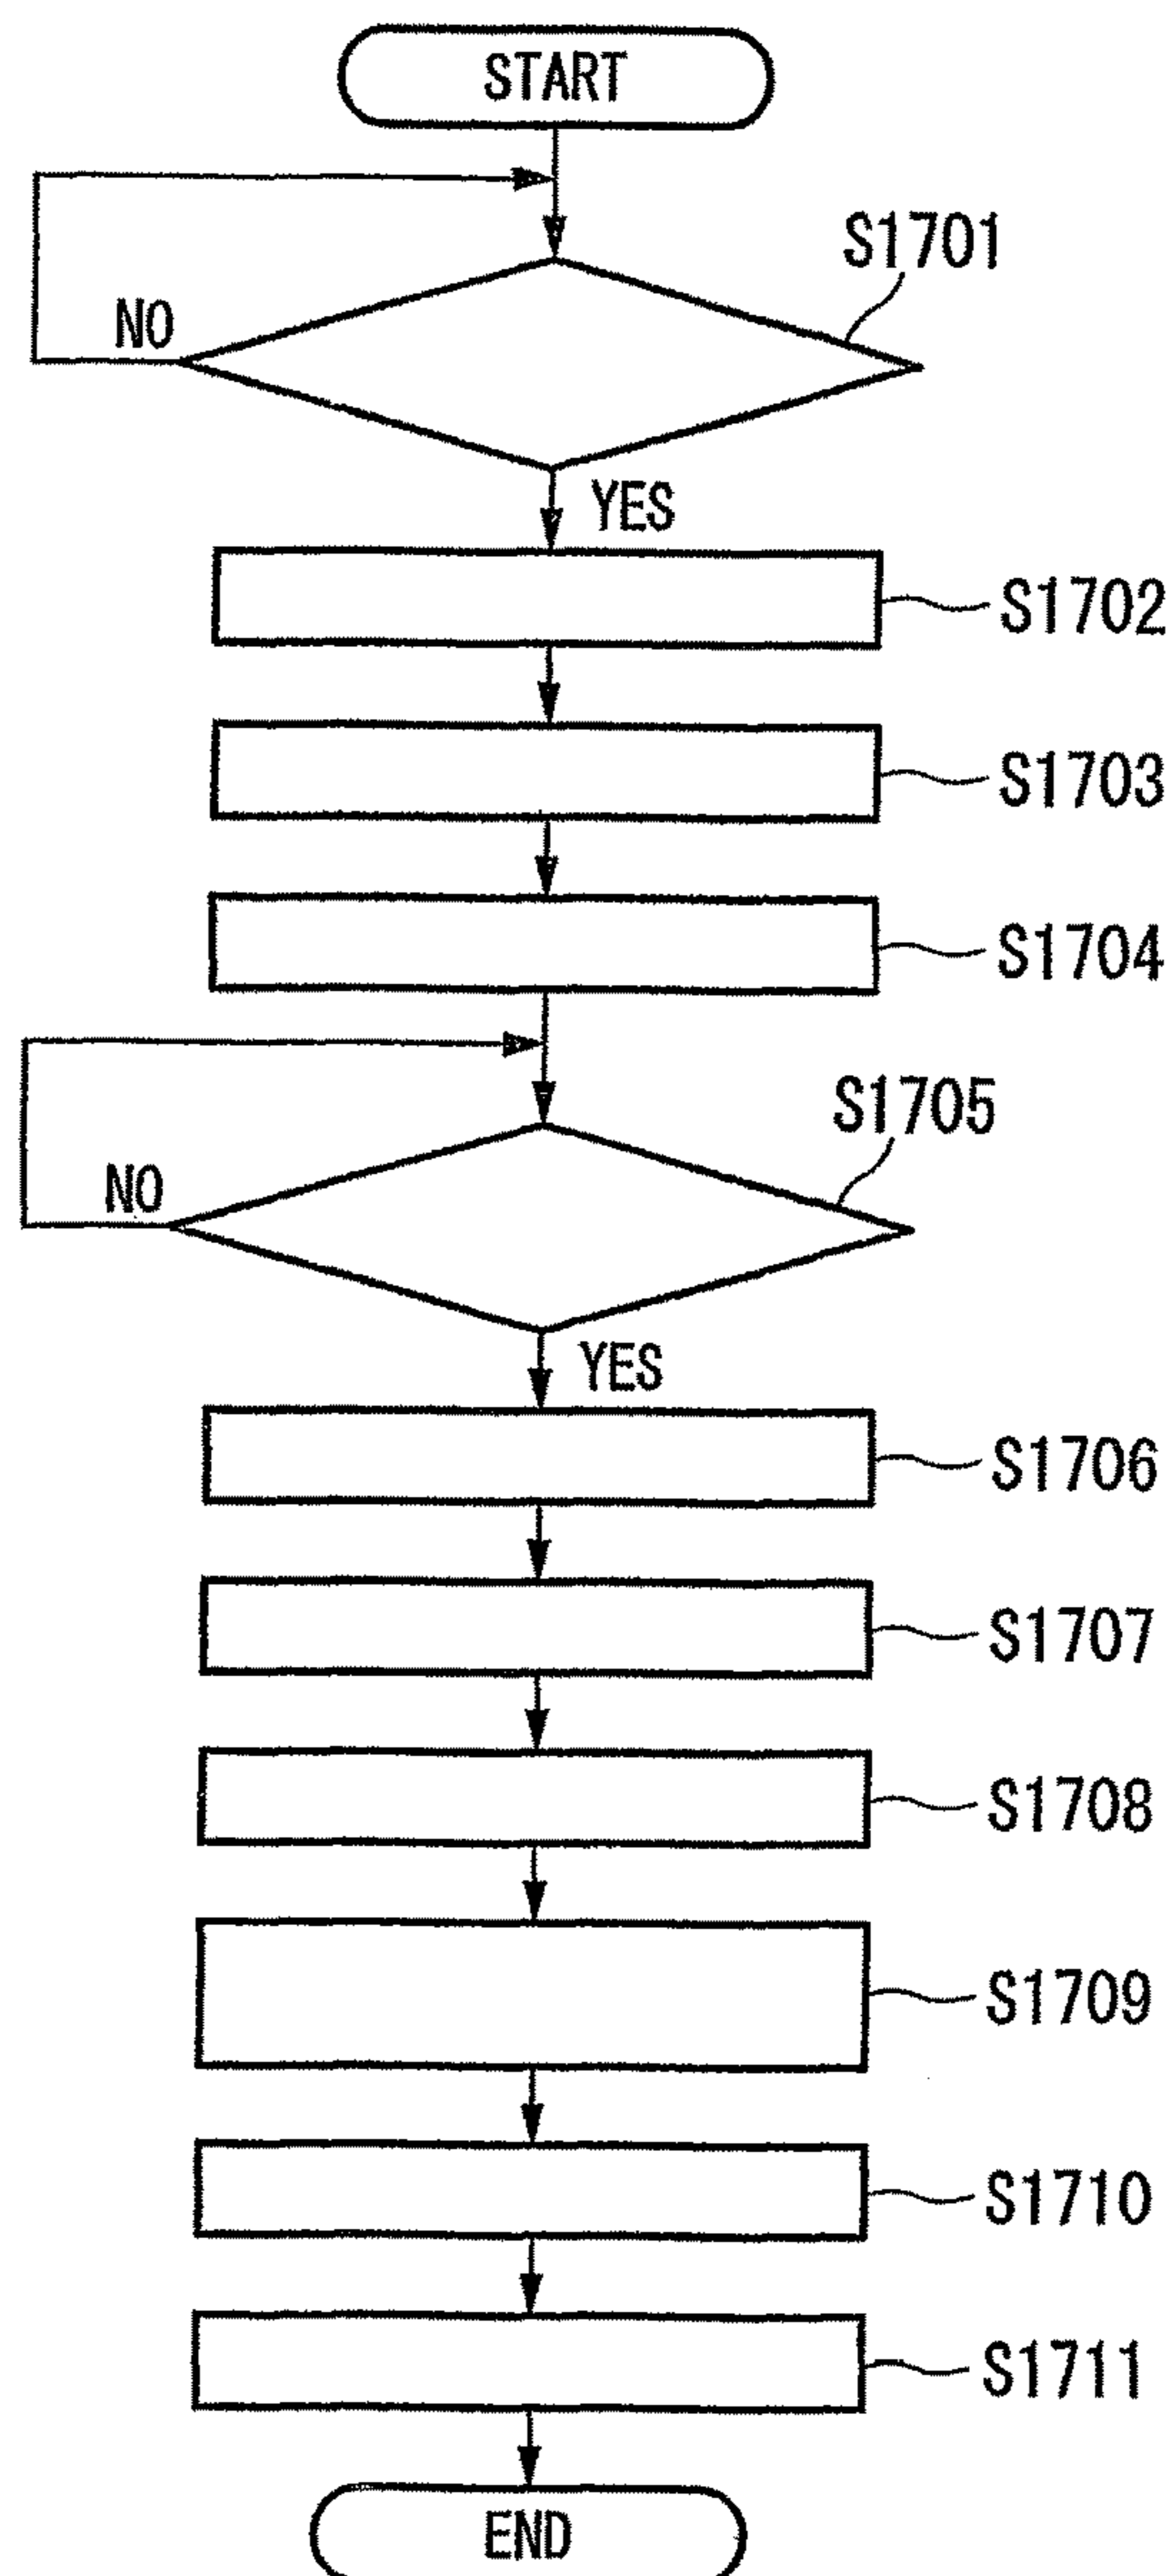 START
S1701
NO
YES
S1702
S1703
S1704
S1705
NO
YES
S1706
S1707
S1708
S1709
S1710
S1711
END